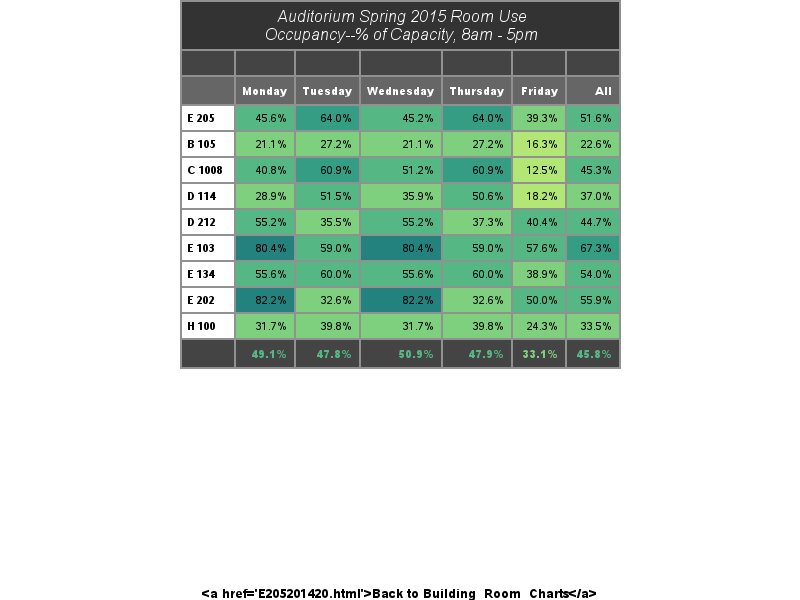 Auditorium Spring 2015 Room Use
Occupancy--% of Capacity, 8am - 5pm
Monday Tuesday Wednesday Thursday Friday All
E 205 45.6% 64.0% 45.2% 64.0% 39.3% 51.6%
B 105 21.1% 27.2% 21.1% 27.2% 16.3% 22.6%
C 1008 40.8% 60.9% 51.2% 60.9% 12.5% 45.3%
D 114 28.9% 51.5% 35.9% 50.6% 18.2% 37.0%
D 212 55.2% 35.5% 55.2% 37.3% 40.4% 44.7%
E 103 80.4% 59.0% 80.4% 59.0% 57.6% 67.3%
E 134 55.6% 60.0% 55.6% 60.0% 38.9% 54.0%
E 202 82.2% 32.6% 82.2% 32.6% 50.0% 55.9%
H 100 31.7% 39.8% 31.7% 39.8% 24.3% 33.5%
49.1% 47.8% 50.9% 47.9% 33.1% 45.8%
<a href='E205201420.html'>Back to Building_Room_Charts</a>